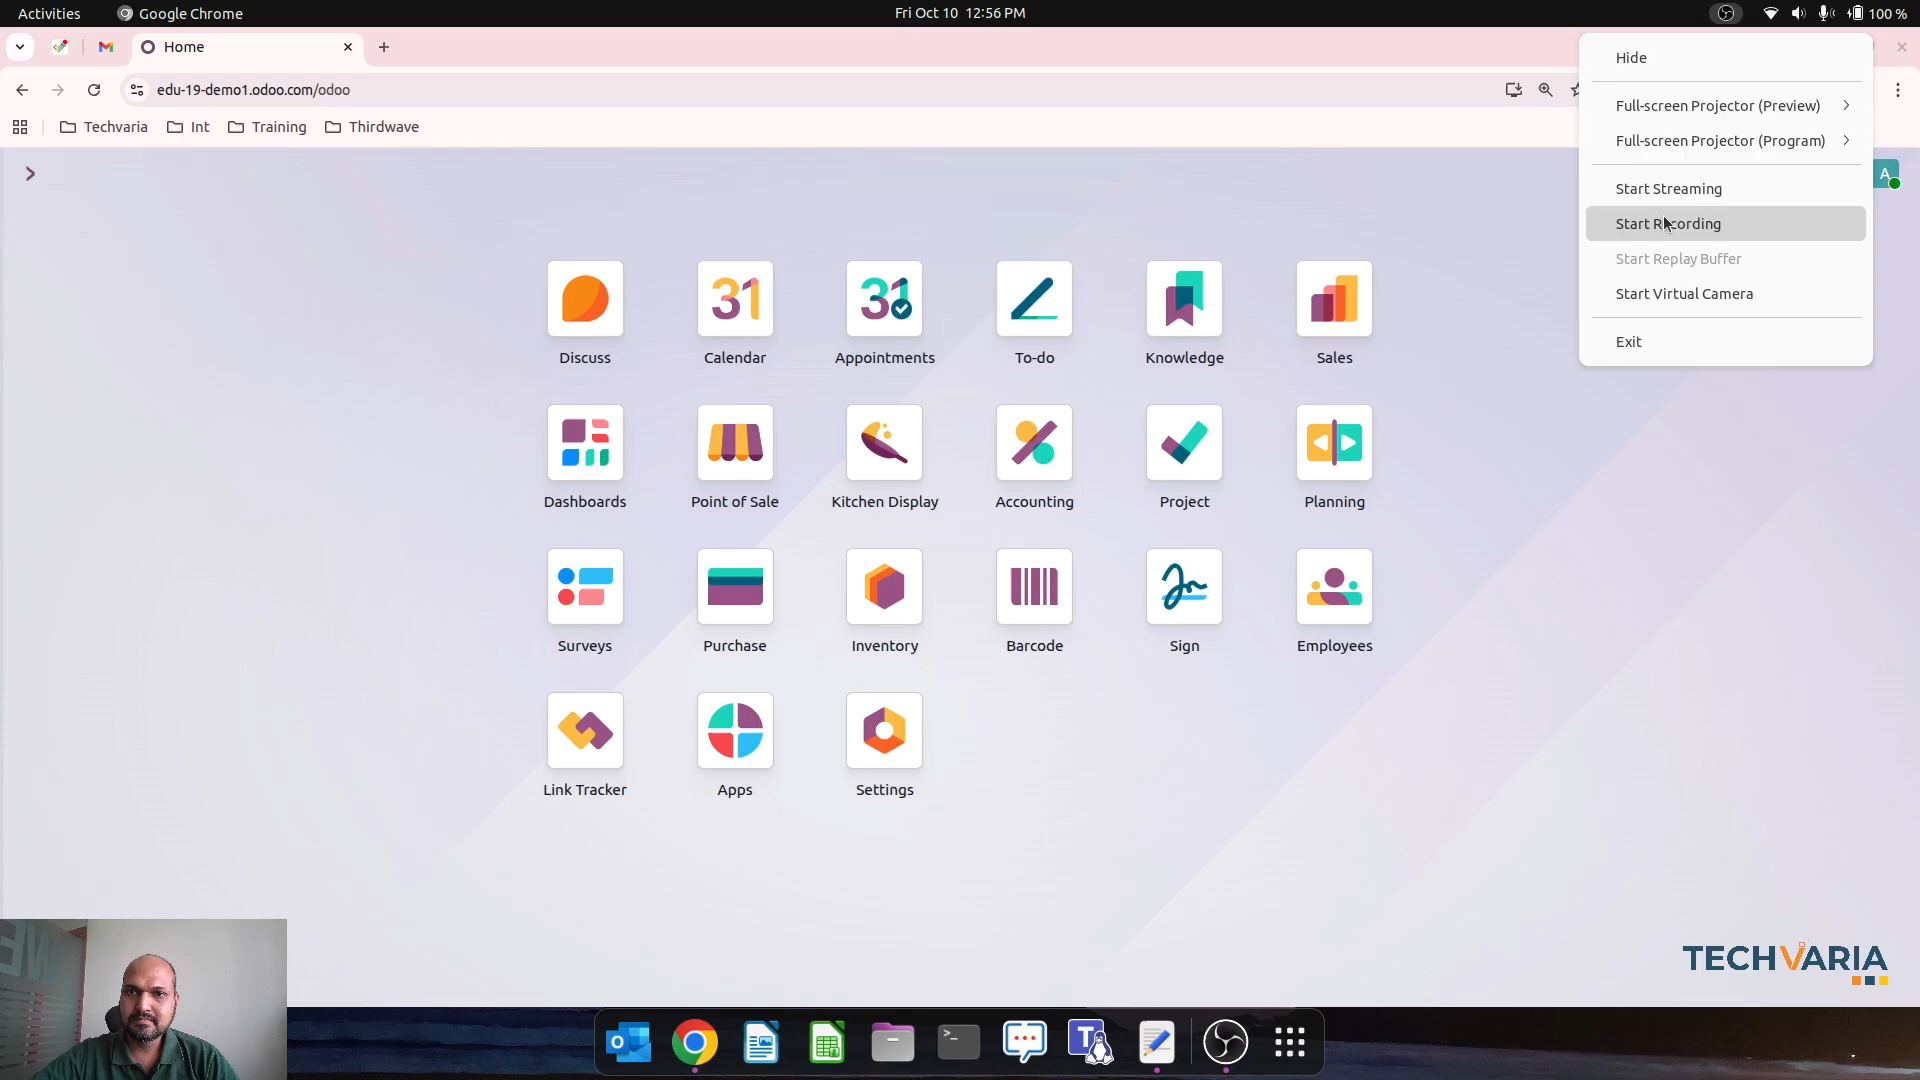 Activities
Google Chrome
Fri Oct 10 12:56 PM
100 %
Home
edu-19-demo1.odoo.com/odoo
Techvaria
Int
Training
Thirdwave
Hide
Full-screen Projector (Preview)
Full-screen Projector (Program)
Start Streaming
Start Recording
Start Replay Buffer
Start Virtual Camera
Exit
A
31
31
Discuss
Calendar
Appointments
To-do
Knowledge
Sales
Dashboards
Point of Sale
Kitchen Display
Accounting
Project
Planning
Surveys
Purchase
Inventory
Barcode
Sign
Employees
Link Tracker
Apps
Settings
TECHVARIA